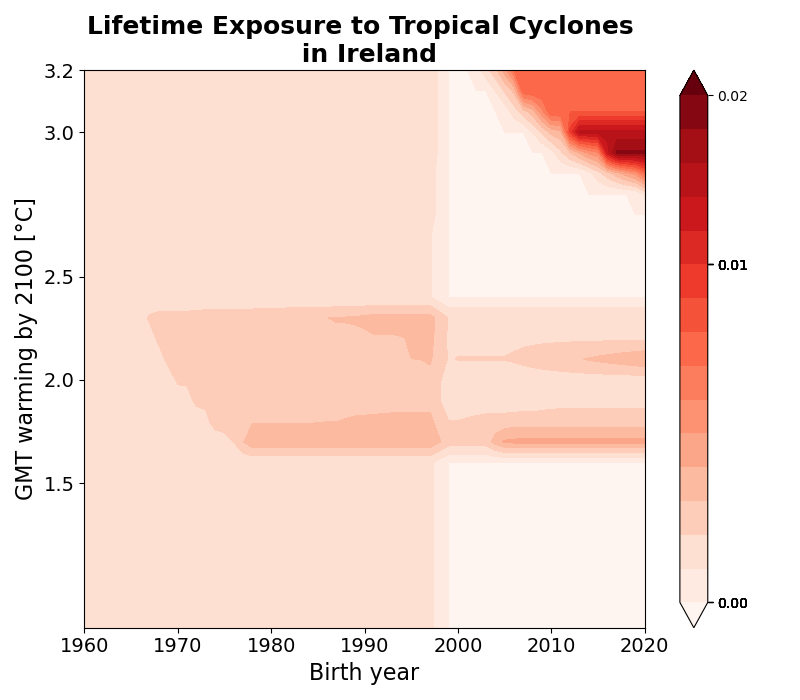 Lifetime Exposure to Tropical Cyclones
in Ireland
3.2
3.0
2.5
2.0
1.5
GMT warming by 2100 [°C]
1960 1970 1980 1990 2000 2010 2020
Birth year
0.02
0.01
0.00